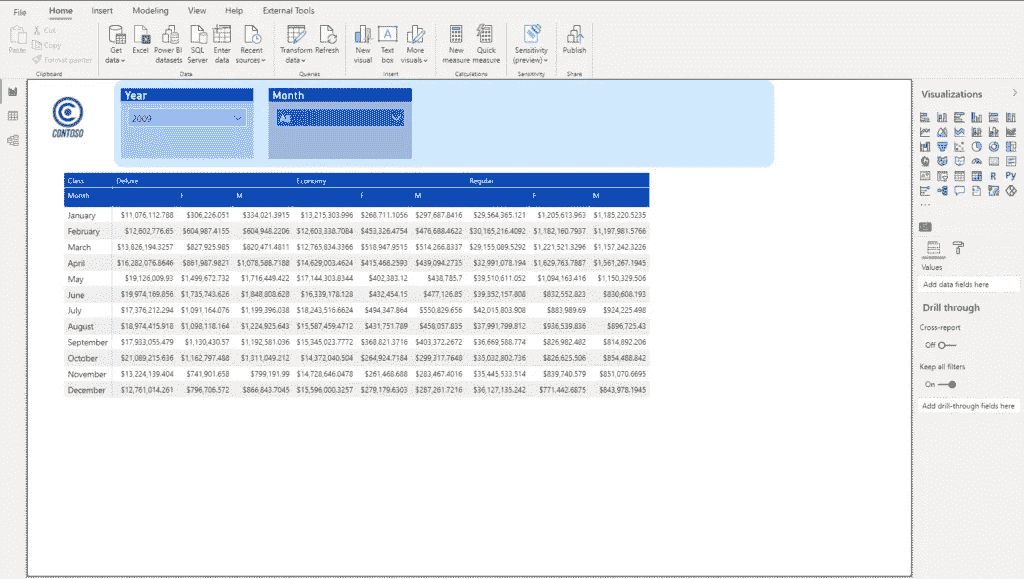 File Home Insert Modeling View Help External Tools
Paste Cut
Copy
Format painter
Get data Excel Power BI datasets SQL Server Enter data Recent sources Transform data Refresh New visual Text box More visuals New measure Quick measure Sensitivity (preview) Publish
Clipboard Data Queries Insert Calculations Sensitivity Share
CONTOSO
Year Month
2009
Visualizations
R Py
Values
Add data fields here
Drill through
Cross-report
Off
Keep all filters
On
Add drill-through fields here
Class Deluxe Economy Regular
Month F M F M F M
January $11,076,112.788 $306,226.051 $334,021.3915 $13,215,303.996 $268,711.1056 $297,687.8416 $29,564,365.121 $1,205,613.963 $1,185,220.5235
February $12,602,776.65 $604,987.4155 $604,948.2206 $12,603,338.7084 $453,326.4754 $476,688.4622 $30,165,216.4092 $1,182,160.7937 $1,197,981.5766
March $13,826,194.3257 $827,925.985 $820,471.4811 $12,765,834.3366 $518,947.9515 $514,266.8337 $29,155,089.5292 $1,221,521.3296 $1,157,242.3226
April $16,282,076.8646 $861,987.9821 $1,078,588.7188 $14,629,003.4624 $415,468.2593 $439,094.2735 $32,991,078.194 $1,629,763.7887 $1,561,267.1945
May $19,126,009.93 $1,499,672.732 $1,716,449.422 $17,144,303.8344 $402,383.12 $438,785.7 $39,510,611.052 $1,094,163.416 $1,150,329.506
June $19,974,169.856 $1,735,743.626 $1,848,808.628 $16,339,178.128 $432,454.15 $477,126.85 $39,352,157.808 $832,552.823 $830,608.193
July $17,376,212.294 $1,091,164.076 $1,199,396.038 $18,243,516.6624 $494,347.864 $550,829.656 $42,015,803.908 $883,989.69 $924,225.498
August $18,974,415.918 $1,098,118.164 $1,224,925.643 $15,587,459.4712 $431,751.789 $458,057.835 $37,991,799.812 $936,539.836 $896,725.43
September $17,933,055.479 $1,130,430.57 $1,192,581.036 $15,345,023.7772 $368,821.3716 $403,372.2672 $36,669,588.774 $826,982.482 $814,892.206
October $21,089,215.636 $1,162,797.488 $1,311,049.212 $14,372,040.504 $264,924.7184 $299,317.7648 $35,032,802.736 $826,625.506 $854,488.842
November $13,224,139.404 $741,901.658 $799,191.99 $14,728,646.0478 $261,468.688 $283,467.4016 $35,445,533.514 $839,740.579 $851,070.6695
December $12,761,014.261 $796,706.572 $866,843.7045 $15,596,000.3257 $279,179.6303 $287,261.7216 $36,127,135.242 $771,442.6875 $843,978.1945